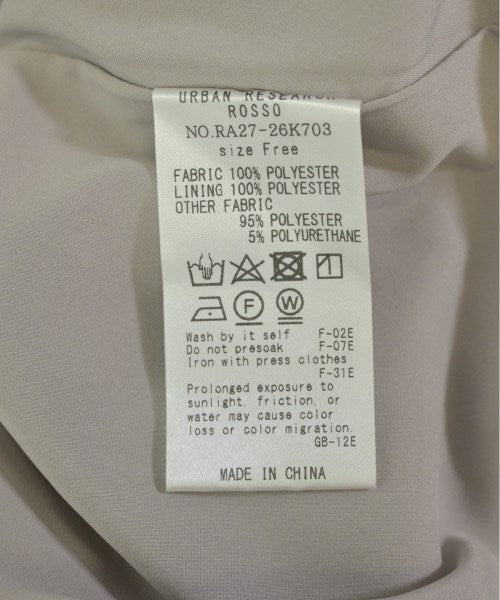 URBAN RESEARCH
ROSSO
NO.RA27-26K703
size Free
FABRIC 100% POLYESTER
LINING 100% POLYESTER
OTHER FABRIC
95% POLYESTER
5% POLYURETHANE
F W
Wash by it self F-02E
Do not presoak F-07E
Iron with press clothes
F-31E
Prolonged exposure to
sunlight, friction, or
water may cause color
loss or color migration.
GB-12E
MADE IN CHINA